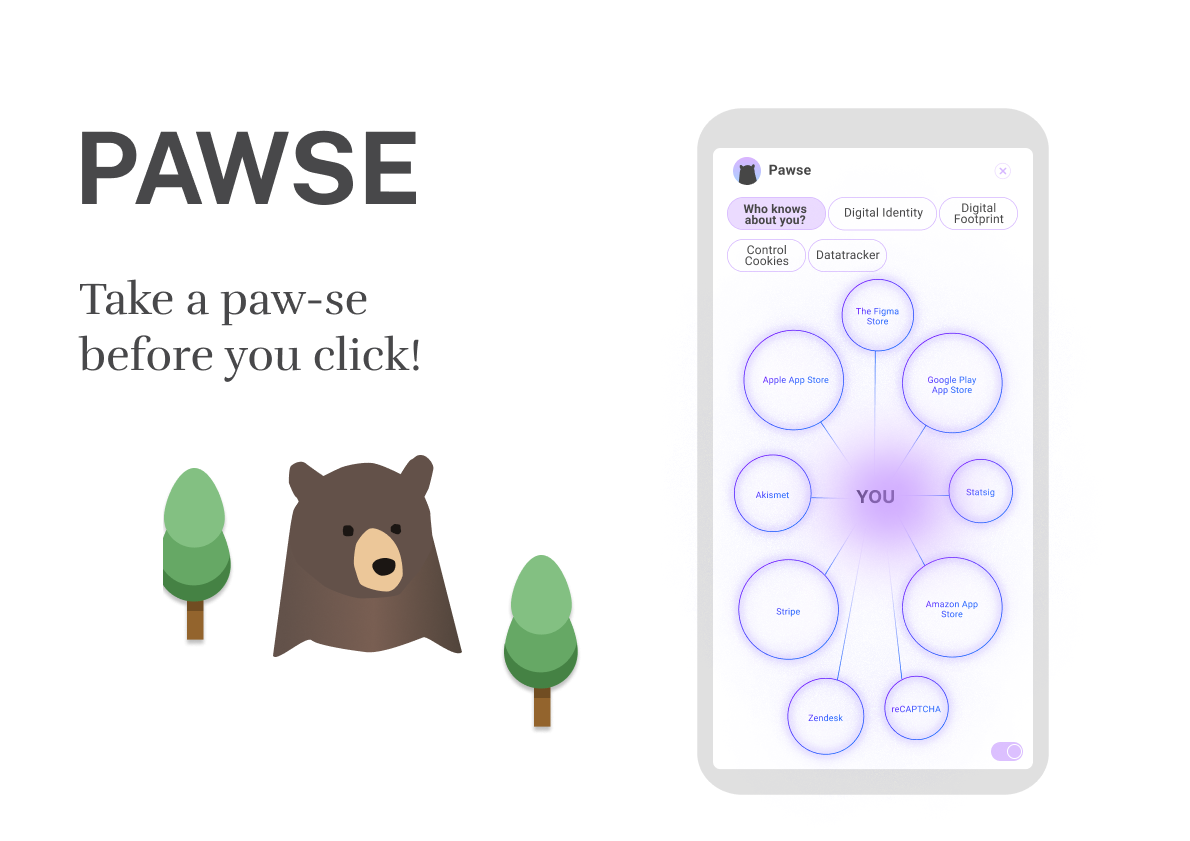 PAWSE
Take a paw-se
before you click!
Pawse
Who knows
about you?
Digital Identity
Digital
Footprint
Control
Cookies
Datatracker
The Figma
Store
Apple App Store
Google Play
App Store
Akismet
YOU
Statsig
Stripe
Amazon App
Store
Zendesk
reCAPTCHA